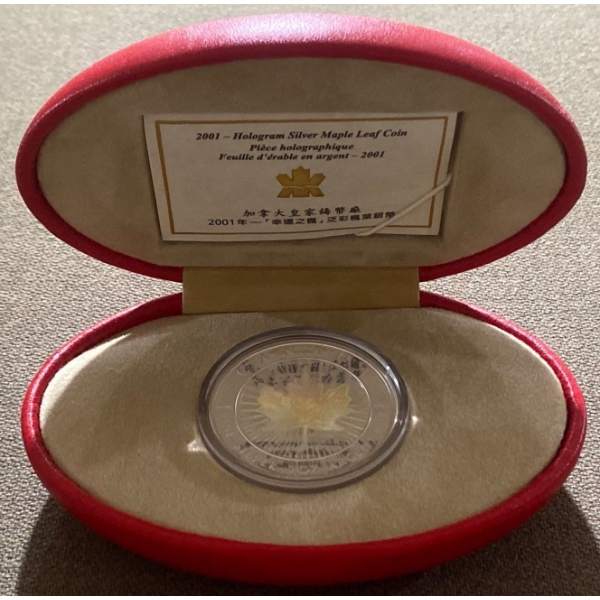 2001 – Hologram Silver Maple Leaf Coin
Pièce holographique
Feuille d'érable en argent – 2001
加拿大皇家鑄幣廠
2001年—「幸運之楓」泛彩楓葉銀幣